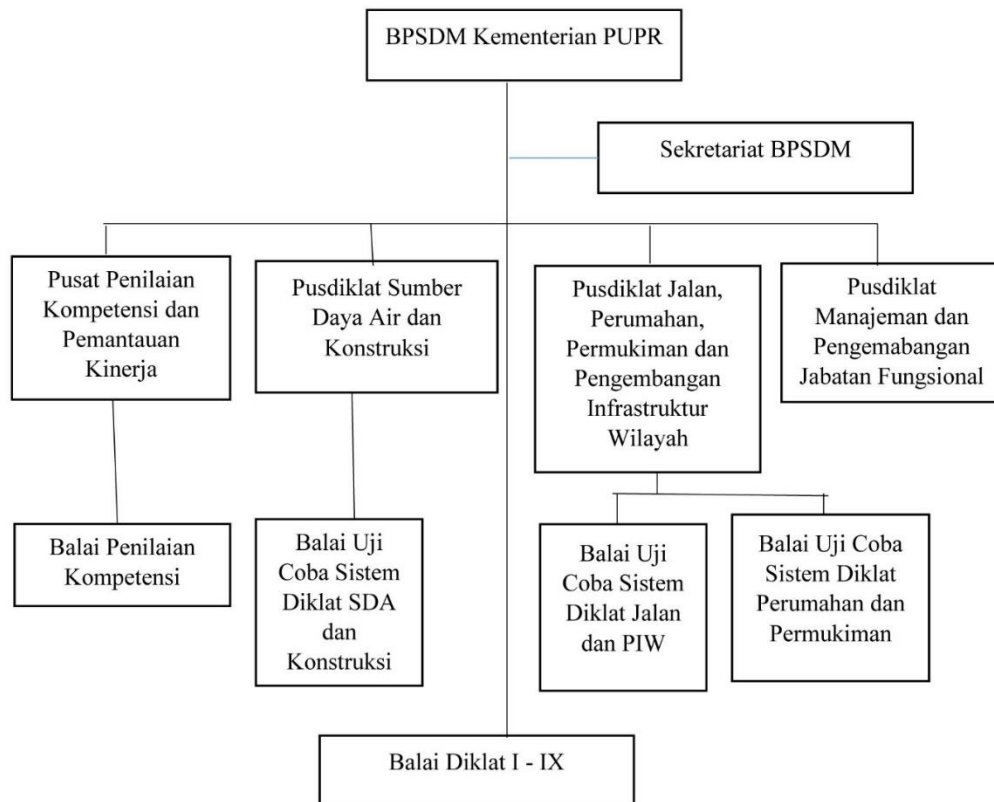 BPSDM Kementerian PUPR
Sekretariat BPSDM
Pusat Penilaian
Kompetensi dan
Pemantauan
Kinerja
Pusdiklat Sumber
Daya Air dan
Konstruksi
Pusdiklat Jalan,
Perumahan,
Permukiman dan
Pengembangan
Infrastruktur
Wilayah
Pusdiklat
Manajeman dan
Pengemabangan
Jabatan Fungsional
Balai Penilaian
Kompetensi
Balai Uji
Coba Sistem
Diklat SDA
dan
Konstruksi
Balai Uji
Coba Sistem
Diklat Jalan
dan PIW
Balai Uji Coba
Sistem Diklat
Perumahan dan
Permukiman
Balai Diklat I - IX